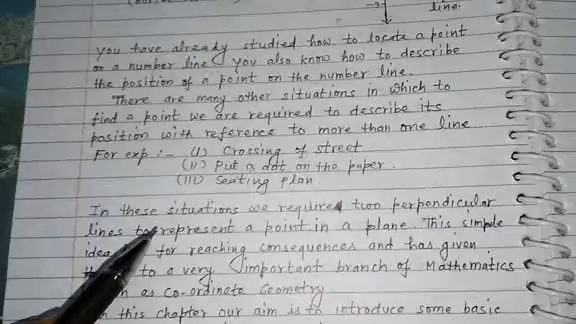 -3
line.
you have already studied how to locate a point
on a number line you also know how to describe
the position of a point on the number line.
There are many other situations in which to
find a point we are required to describe its
position with reference to more than one line
For exp :- (I) Crossing of street
(II) Put a dot on the paper.
(III) Seating plan.
In these situations we required two perpendicular
lines to represent a point in a plane. This simple
idea for reaching consequences and has given
to a very important branch of Mathematics
as Co-ordinate Geometry
this chapter our aim is to introduce some basic